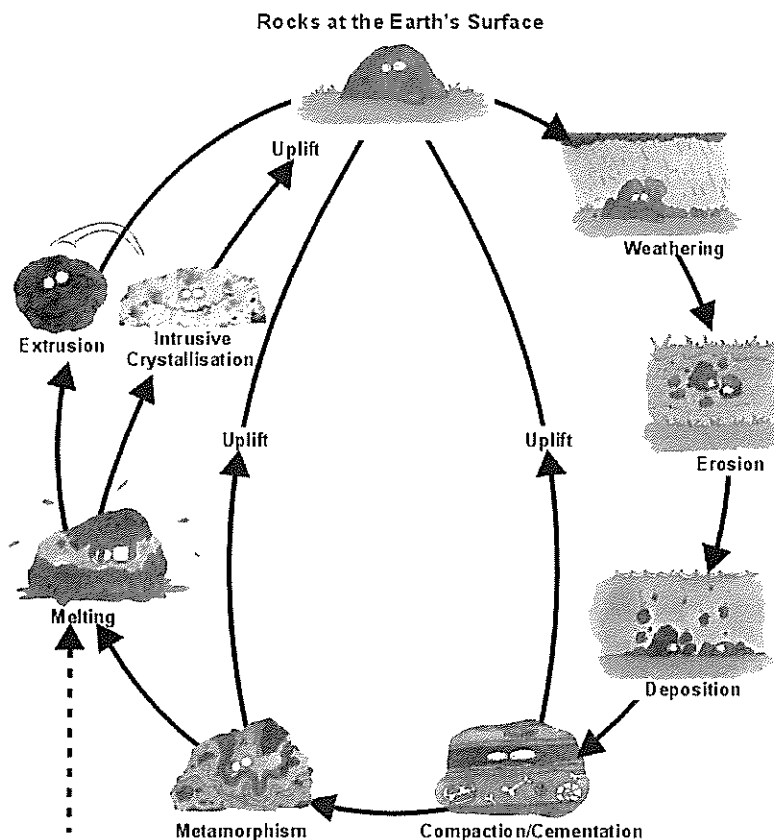 Rocks at the Earth's Surface
Uplift
Weathering
Extrusion
Intrusive
Crystallisation
Uplift
Uplift
Erosion
Melting
Deposition
Metamorphism
Compaction/Cementation